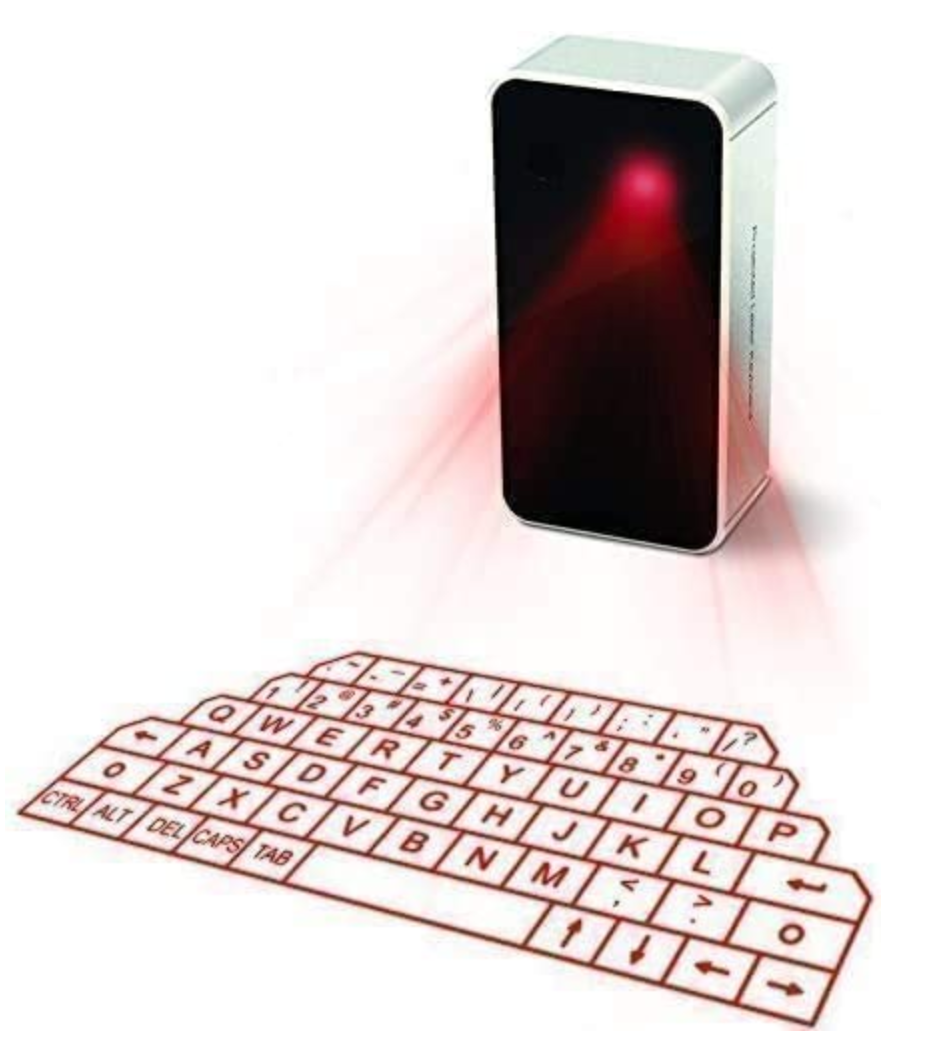 ` ~ - _ = + \ | [ { ] } ; : ' " / ?
1 ! 2 @ 3 # 4 $ 5 % 6 ^ 7 & 8 * 9 ( 0 )
Q W E R T Y U I O P
← A S D F G H J K L ↵
O Z X C V B N M < , > . O
CTRL ALT DEL CAPS TAB ↑ ↓ ← →